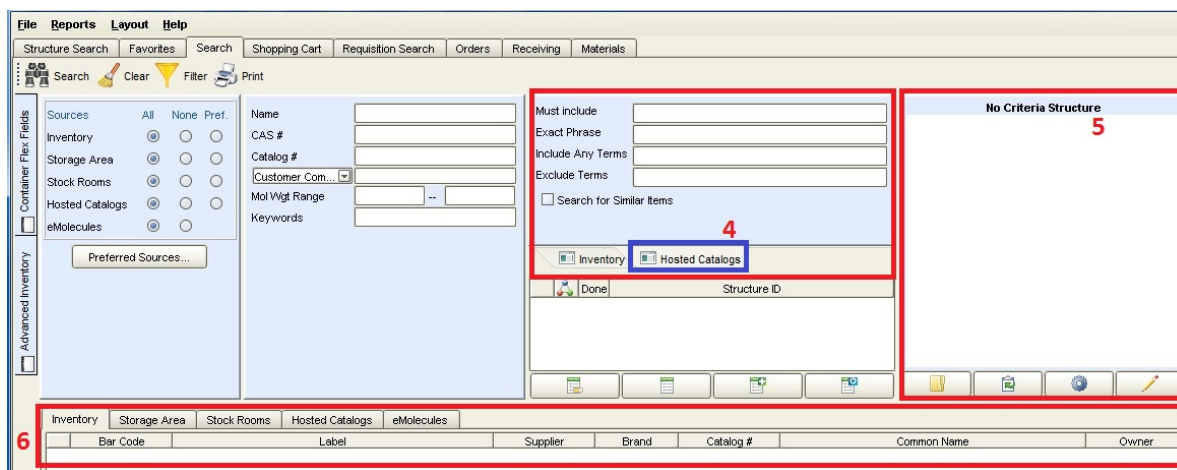 File Reports Layout Help
Structure Search Favorites Search Shopping Cart Requisition Search Orders Receiving Materials
Search Clear Filter Print
Container Flex Fields
Advanced Inventory
Sources All None Pref.
Inventory
Storage Area
Stock Rooms
Hosted Catalogs
eMolecules
Preferred Sources...
Name
CAS #
Catalog #
Customer Com...
Mol Wgt Range --
Keywords
Must include
Exact Phrase
Include Any Terms
Exclude Terms
Search for Similar Items
4
Inventory Hosted Catalogs
Done Structure ID
No Criteria Structure
5
6
Inventory Storage Area Stock Rooms Hosted Catalogs eMolecules
Bar Code Label Supplier Brand Catalog # Common Name Owner